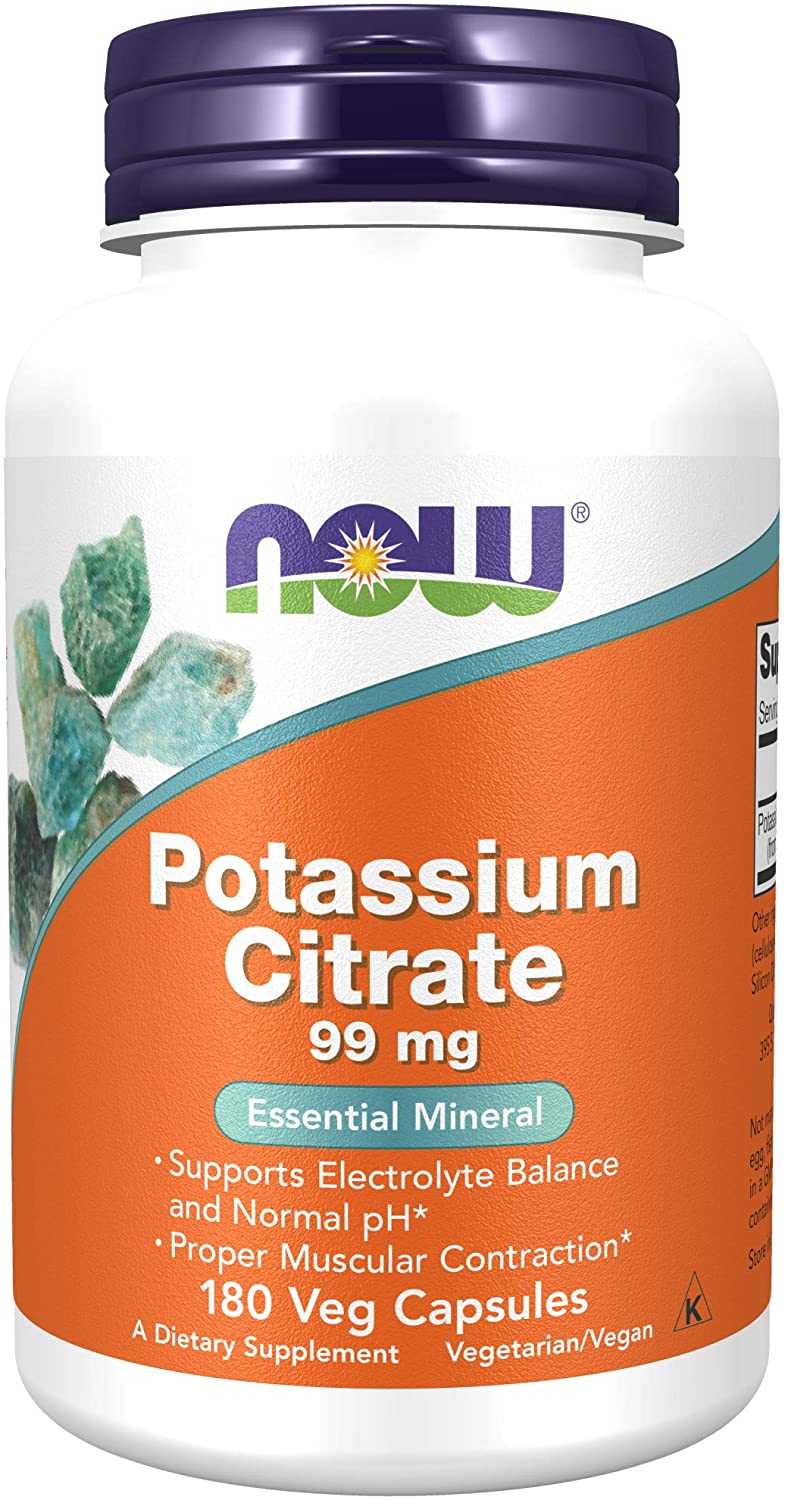 now®
Potassium
Citrate
99 mg
Essential Mineral
• Supports Electrolyte Balance
and Normal pH*
• Proper Muscular Contraction*
180 Veg Capsules
A Dietary Supplement
Vegetarian/Vegan
K